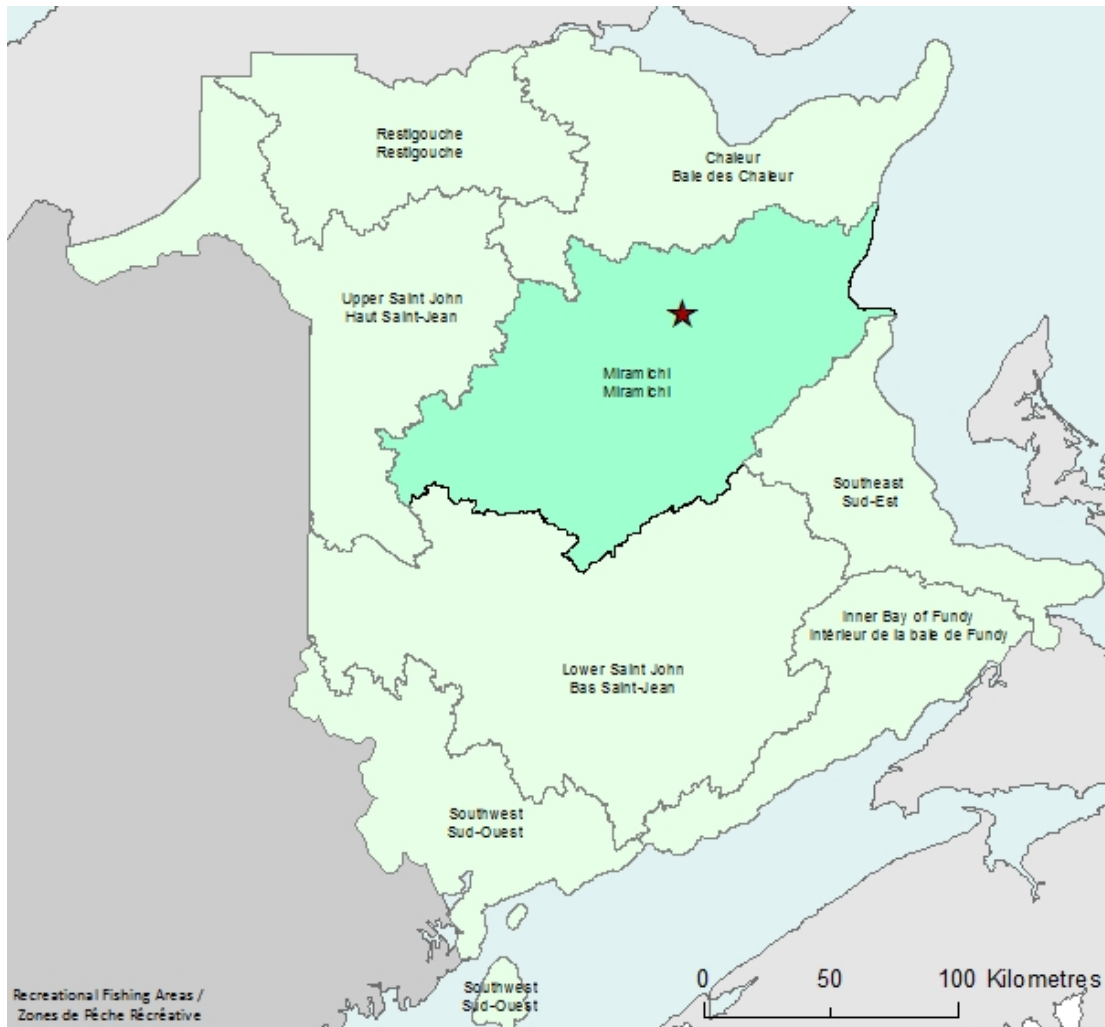 Restigouche
Restigouche
Chaleur
Baie des Chaleur
Upper Saint John
Haut Saint-Jean
Miramichi
Miramichi
Southeast
Sud-Est
Inner Bay of Fundy
Intérieur de la baie de Fundy
Lower Saint John
Bas Saint-Jean
Southwest
Sud-Ouest
Southwest
Sud-Ouest
0 50 100 Kilometres
Recreational Fishing Areas /
Zones de Pêche Récréative